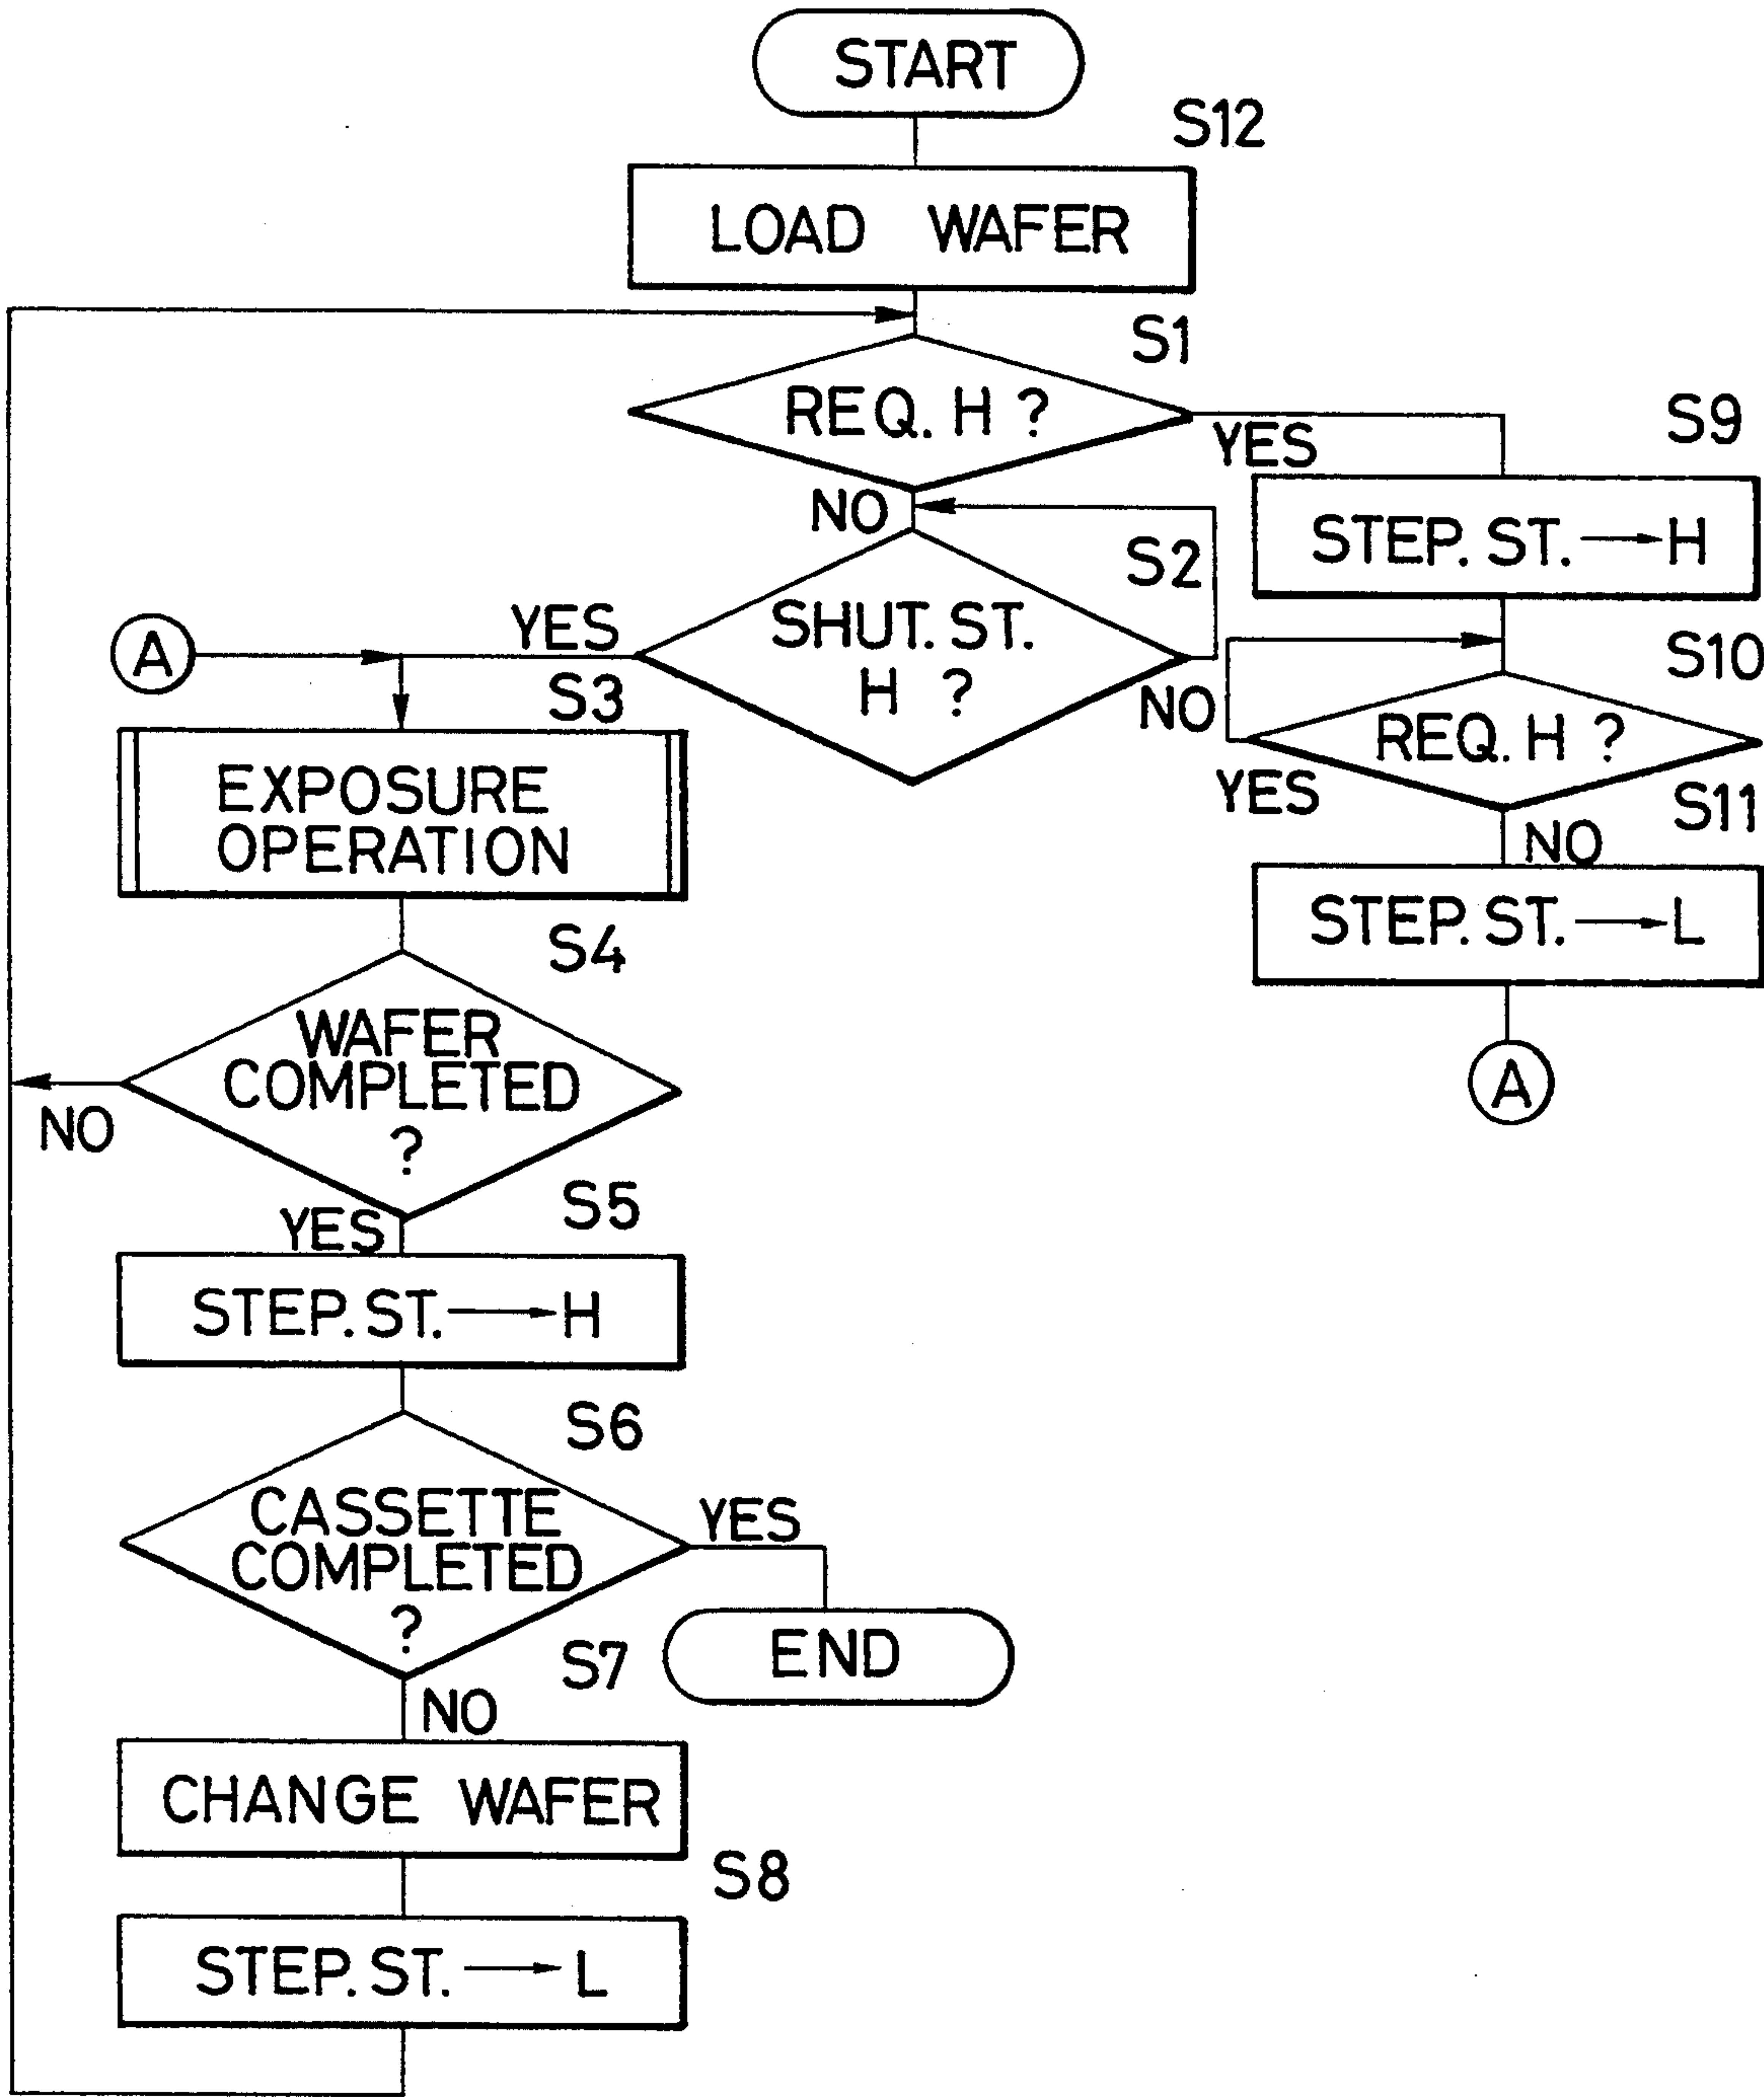 START
S12
LOAD WAFER
S1
REQ. H ?
YES
S9
NO
STEP. ST. → H
S2
SHUT. ST.
H ?
YES
A
S3
NO
S10
REQ. H ?
YES
S11
NO
STEP. ST. → L
A
EXPOSURE
OPERATION
S4
WAFER
COMPLETED
?
NO
S5
YES
STEP. ST. → H
S6
CASSETTE
COMPLETED
?
YES
END
S7
NO
CHANGE WAFER
S8
STEP. ST. → L